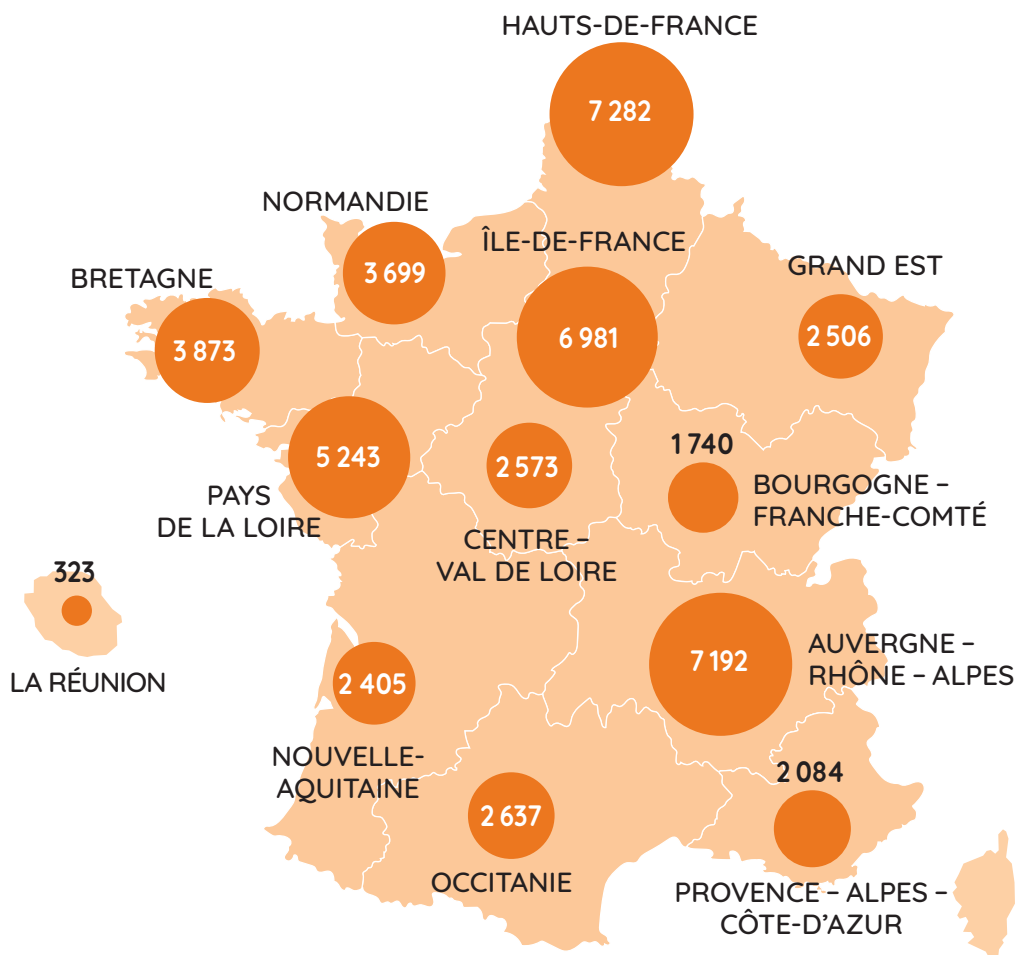 HAUTS-DE-FRANCE
7 282
NORMANDIE
3 699
ÎLE-DE-FRANCE
6 981
GRAND EST
2 506
BRETAGNE
3 873
5 243
PAYS
DE LA LOIRE
2 573
CENTRE –
VAL DE LOIRE
1 740
BOURGOGNE –
FRANCHE-COMTÉ
323
LA RÉUNION
7 192
AUVERGNE –
RHÔNE – ALPES
2 405
NOUVELLE-
AQUITAINE
2 637
OCCITANIE
2 084
PROVENCE – ALPES –
CÔTE-D’AZUR